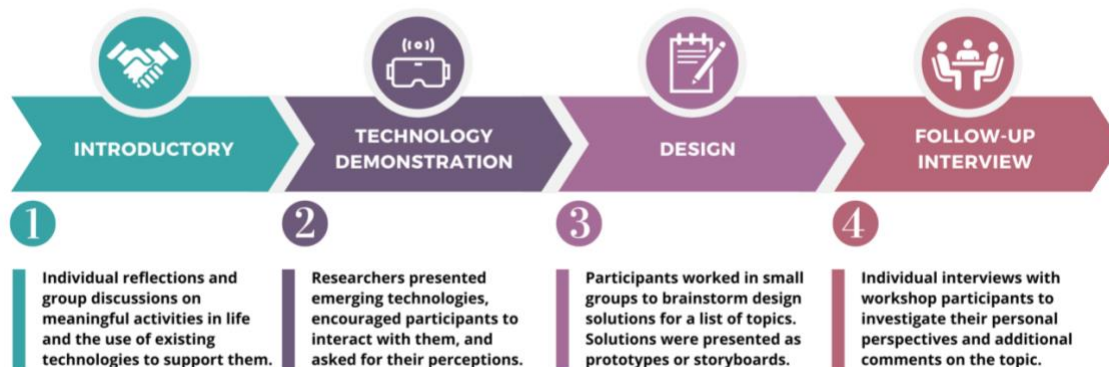 INTRODUCTORY
TECHNOLOGY
DEMONSTRATION
DESIGN
FOLLOW-UP
INTERVIEW
1
Individual reflections and
group discussions on
meaningful activities in life
and the use of existing
technologies to support them.
2
Researchers presented
emerging technologies,
encouraged participants to
interact with them, and
asked for their perceptions.
3
Participants worked in small
groups to brainstorm design
solutions for a list of topics.
Solutions were presented as
prototypes or storyboards.
4
Individual interviews with
workshop participants to
investigate their personal
perspectives and additional
comments on the topic.